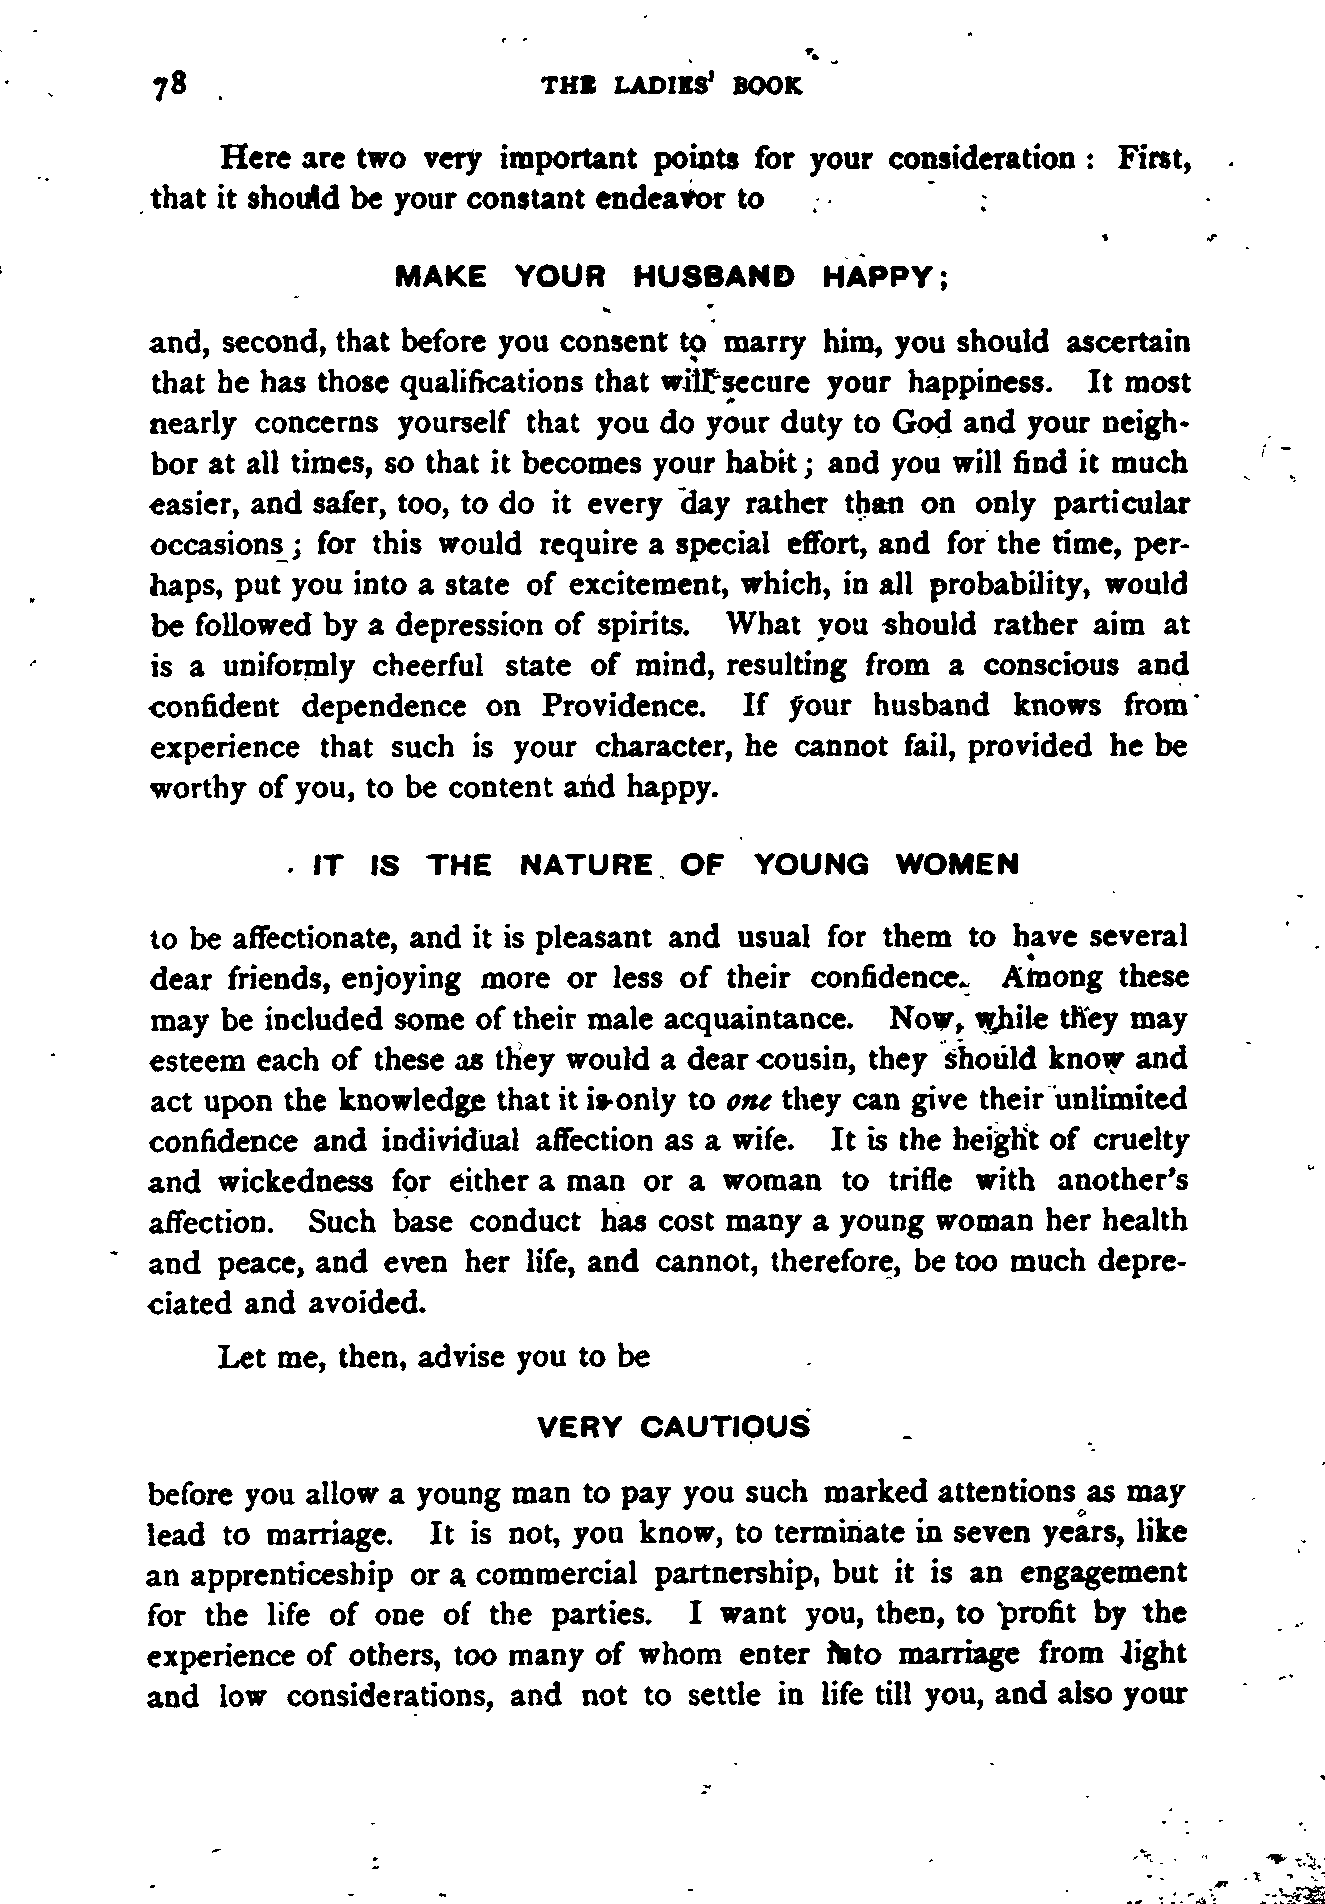 78 THE LADIES' BOOK
Here are two very important points for your consideration : First,
that it should be your constant endeavor to
MAKE YOUR HUSBAND HAPPY;
and, second, that before you consent to marry him, you should ascertain
that he has those qualifications that will secure your happiness. It most
nearly concerns yourself that you do your duty to God and your neigh-
bor at all times, so that it becomes your habit ; and you will find it much
easier, and safer, too, to do it every day rather than on only particular
occasions ; for this would require a special effort, and for the time, per-
haps, put you into a state of excitement, which, in all probability, would
be followed by a depression of spirits. What you should rather aim at
is a uniformly cheerful state of mind, resulting from a conscious and
confident dependence on Providence. If your husband knows from
experience that such is your character, he cannot fail, provided he be
worthy of you, to be content and happy.
IT IS THE NATURE OF YOUNG WOMEN
to be affectionate, and it is pleasant and usual for them to have several
dear friends, enjoying more or less of their confidence. Among these
may be included some of their male acquaintance. Now, while they may
esteem each of these as they would a dear cousin, they should know and
act upon the knowledge that it is only to one they can give their unlimited
confidence and individual affection as a wife. It is the height of cruelty
and wickedness for either a man or a woman to trifle with another's
affection. Such base conduct has cost many a young woman her health
and peace, and even her life, and cannot, therefore, be too much depre-
ciated and avoided.
Let me, then, advise you to be
VERY CAUTIOUS
before you allow a young man to pay you such marked attentions as may
lead to marriage. It is not, you know, to terminate in seven years, like
an apprenticeship or a commercial partnership, but it is an engagement
for the life of one of the parties. I want you, then, to profit by the
experience of others, too many of whom enter into marriage from light
and low considerations, and not to settle in life till you, and also your